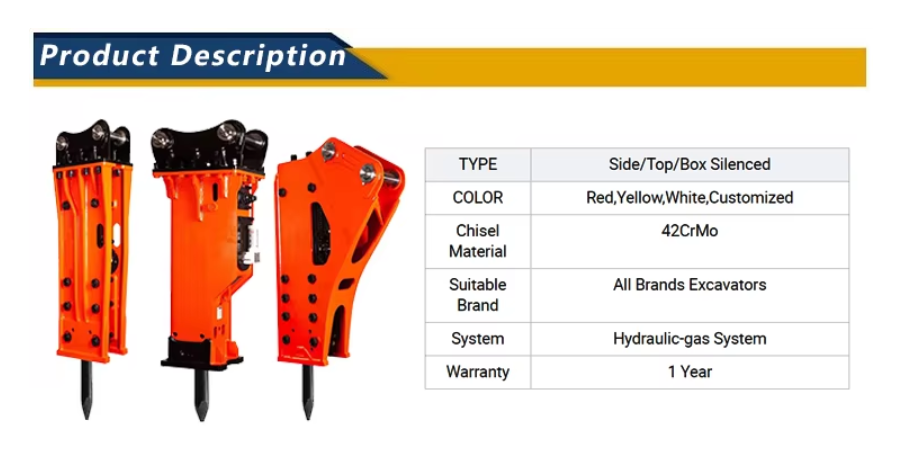 Product Description
TYPE Side/Top/Box Silenced
COLOR Red,Yellow,White,Customized
Chisel
Material 42CrMo
Suitable
Brand All Brands Excavators
System Hydraulic-gas System
Warranty 1 Year